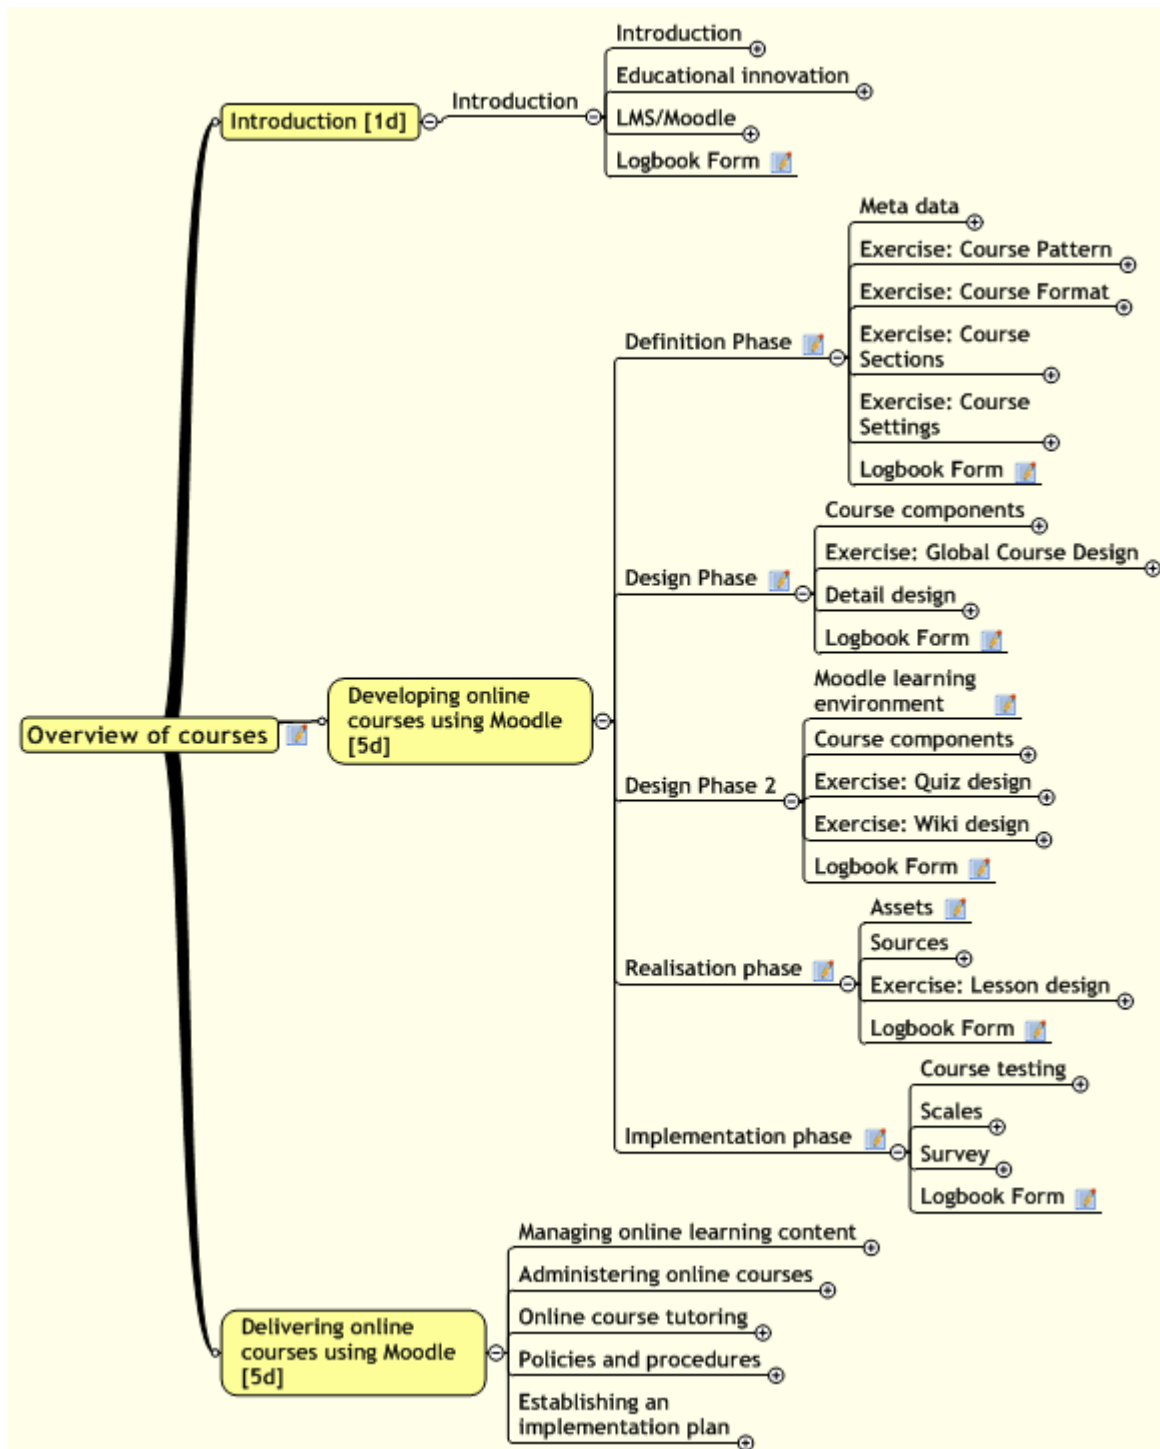 Introduction
Educational innovation
Introduction
Introduction [1d]
LMS/Moodle
Logbook Form
Meta data
Exercise: Course Pattern
Exercise: Course Format
Definition Phase
Exercise: Course
Sections
Exercise: Course
Settings
Logbook Form
Course components
Exercise: Global Course Design
Design Phase
Detail design
Logbook Form
Moodle learning
environment
Developing online
courses using Moodle
[5d]
Overview of courses
Course components
Design Phase 2
Exercise: Quiz design
Exercise: Wiki design
Logbook Form
Assets
Sources
Realisation phase
Exercise: Lesson design
Logbook Form
Course testing
Scales
Implementation phase
Survey
Logbook Form
Managing online learning content
Administering online courses
Online course tutoring
Delivering online
courses using Moodle
[5d]
Policies and procedures
Establishing an
implementation plan